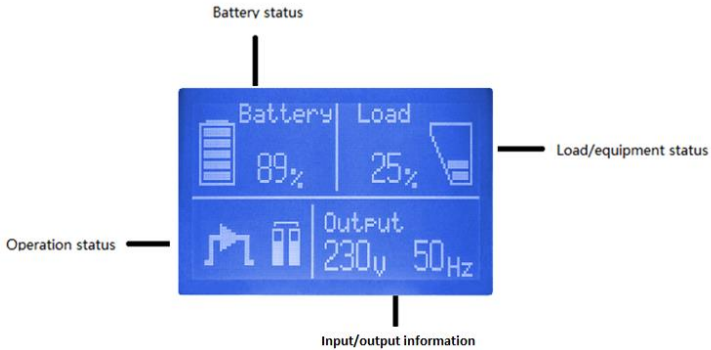 Battery status
Battery
Load
89%
25%
Load/equipment status
Operation status
Output
230V 50Hz
Input/output information